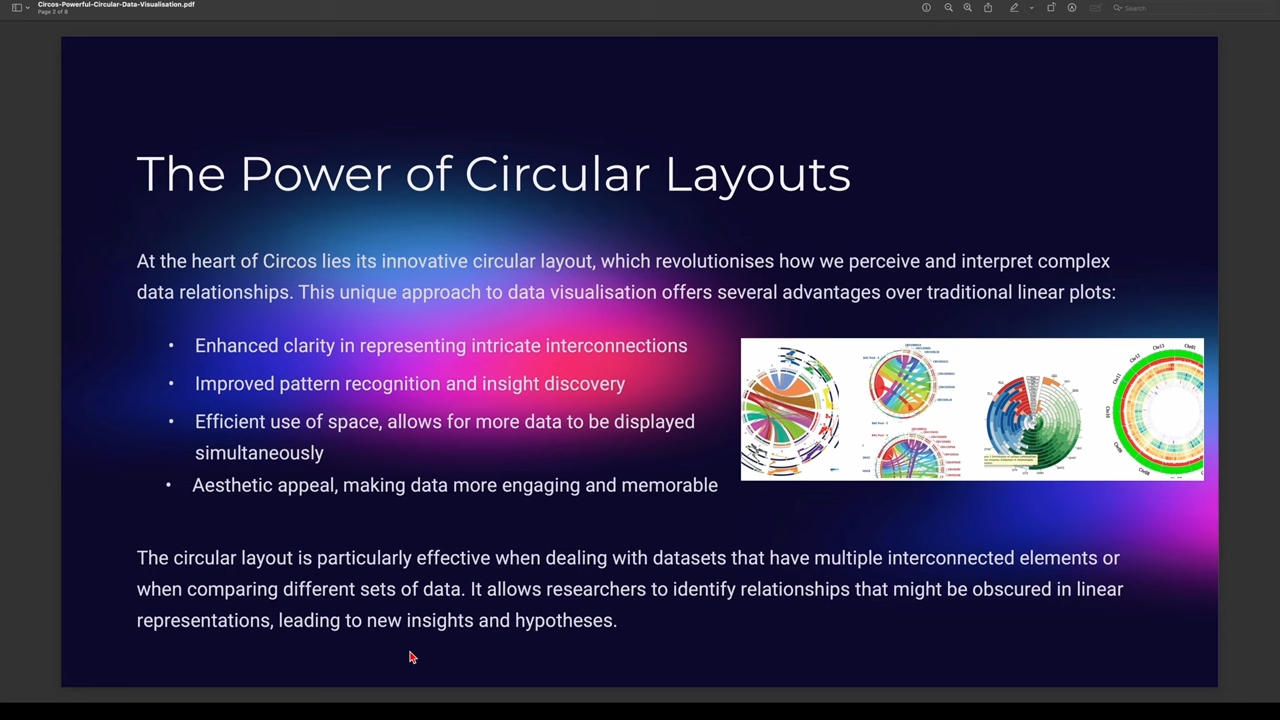 Circos-Powerful-Circular-Data-Visualisation.pdf
Page 2 of 8
Search
The Power of Circular Layouts
At the heart of Circos lies its innovative circular layout, which revolutionises how we perceive and interpret complex
data relationships. This unique approach to data visualisation offers several advantages over traditional linear plots:
• Enhanced clarity in representing intricate interconnections
• Improved pattern recognition and insight discovery
• Efficient use of space, allows for more data to be displayed
simultaneously
• Aesthetic appeal, making data more engaging and memorable
The circular layout is particularly effective when dealing with datasets that have multiple interconnected elements or
when comparing different sets of data. It allows researchers to identify relationships that might be obscured in linear
representations, leading to new insights and hypotheses.